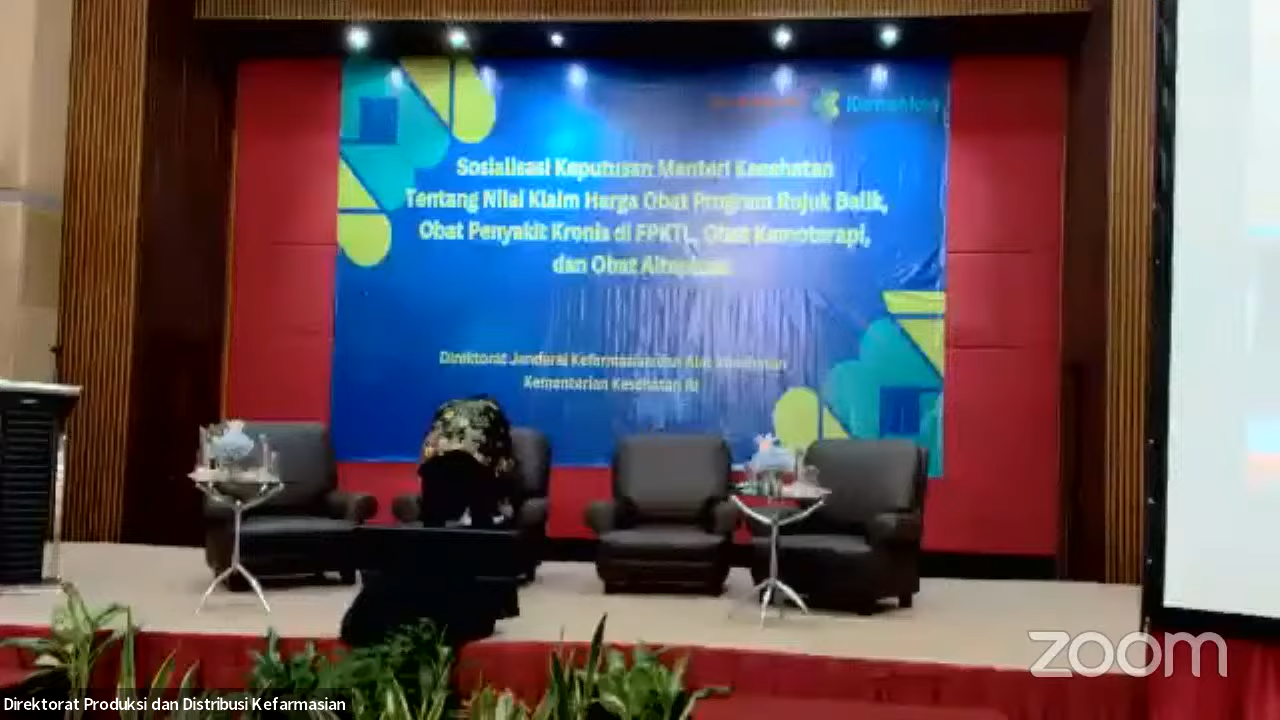 Kemenkes
Sosialisasi Keputusan Menteri Kesehatan
Tentang Nilai Klaim Harga Obat Program Rujuk Balik,
Obat Penyakit Kronis di FPKTL, Obat Kemoterapi,
dan Obat Alteplase
Direktorat Jenderal Kefarmasian dan Alat Kesehatan
Kementerian Kesehatan RI
zoom
Direktorat Produksi dan Distribusi Kefarmasian